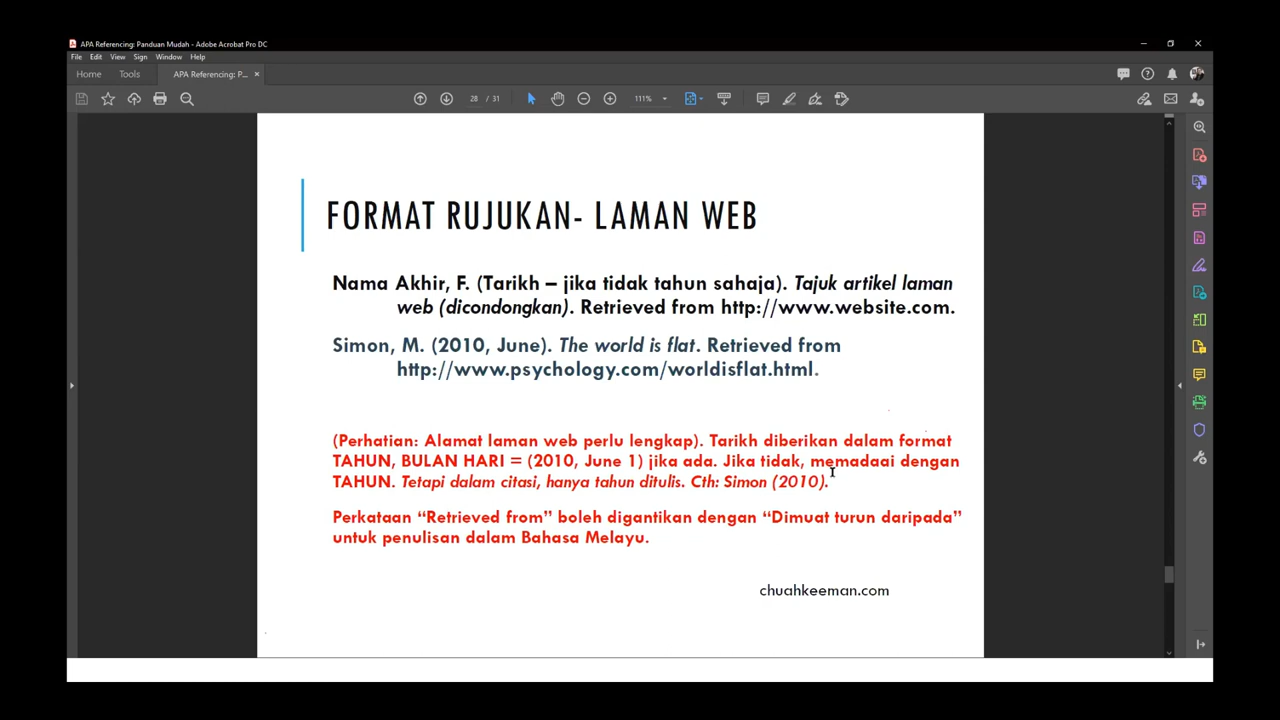 APA Referencing: Panduan Mudah - Adobe Acrobat Pro DC
File Edit View Sign Window Help
Home Tools APA Referencing: P... ×
28 / 31 111%
FORMAT RUJUKAN- LAMAN WEB
Nama Akhir, F. (Tarikh – jika tidak tahun sahaja). Tajuk artikel laman
web (dicondongkan). Retrieved from http://www.website.com.
Simon, M. (2010, June). The world is flat. Retrieved from
http://www.psychology.com/worldisflat.html.
(Perhatian: Alamat laman web perlu lengkap). Tarikh diberikan dalam format
TAHUN, BULAN HARI = (2010, June 1) jika ada. Jika tidak, memadaai dengan
TAHUN. Tetapi dalam citasi, hanya tahun ditulis. Cth: Simon (2010).
Perkataan “Retrieved from” boleh digantikan dengan “Dimuat turun daripada”
untuk penulisan dalam Bahasa Melayu.
chuahkeeman.com